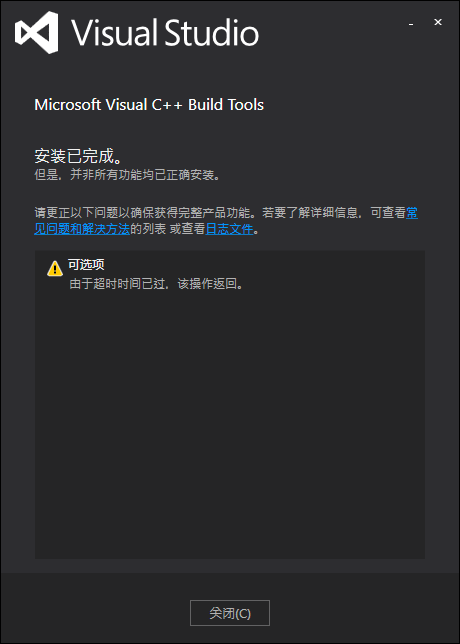 Visual Studio
Microsoft Visual C++ Build Tools
安装已完成。
但是，并非所有功能均已正确安装。
请更正以下问题以确保获得完整产品功能。若要了解详细信息，可查看常
见问题和解决方法的列表 或查看日志文件。
可选项
由于超时时间已过，该操作返回。
关闭(C)